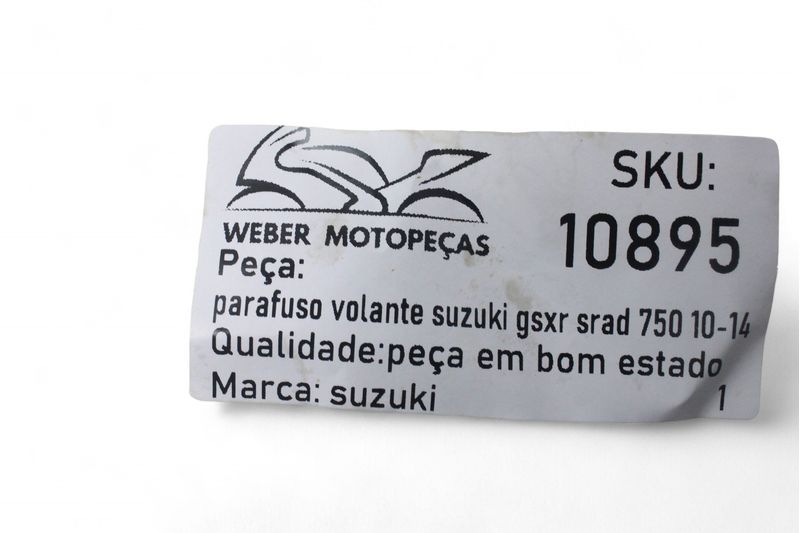 WEBER MOTOPEÇAS
SKU:
10895
Peça:
parafuso volante suzuki gsxr srad 750 10-14
Qualidade:peça em bom estado
Marca: suzuki
1